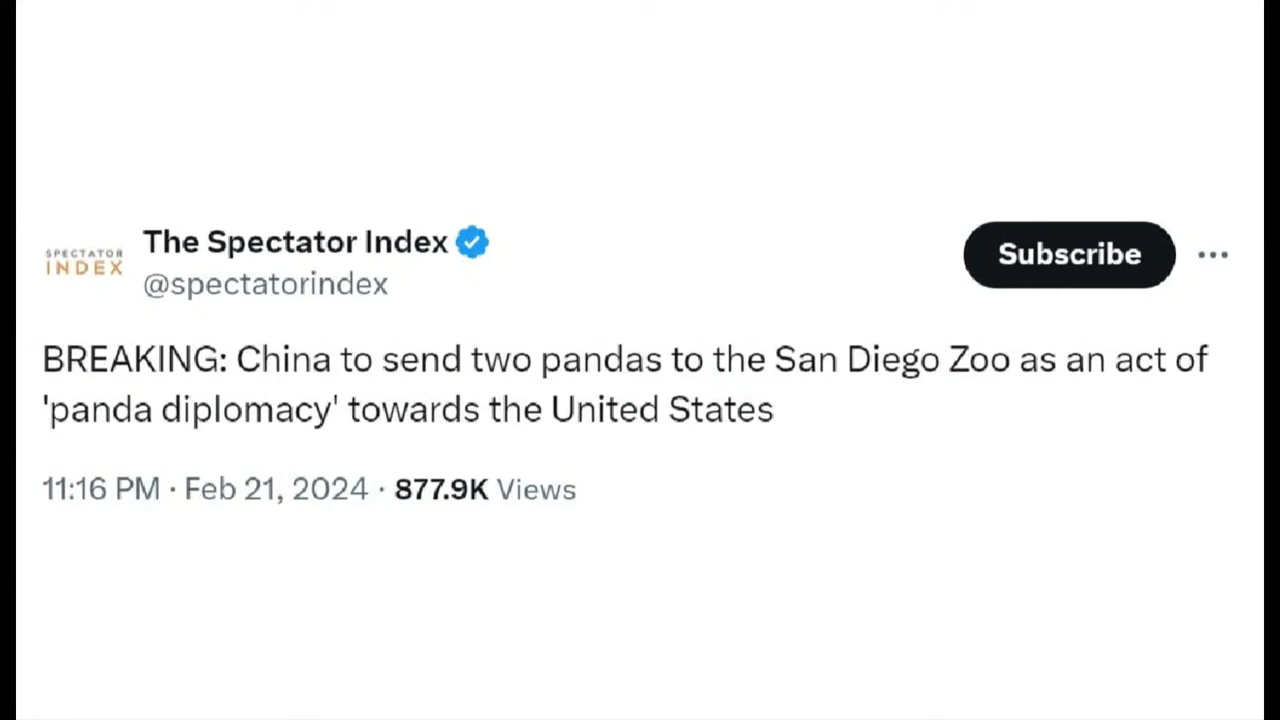 SPECTATOR
INDEX
The Spectator Index
@spectatorindex
Subscribe
BREAKING: China to send two pandas to the San Diego Zoo as an act of
'panda diplomacy' towards the United States
11:16 PM · Feb 21, 2024 · 877.9K Views